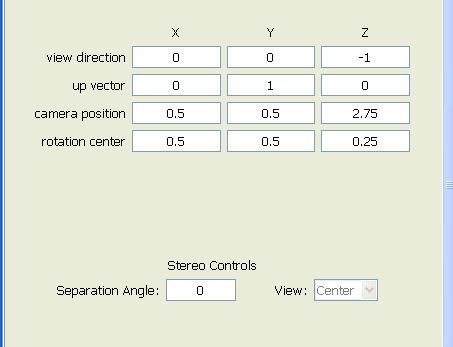 X Y Z
view direction 0 0 -1
up vector 0 1 0
camera position 0.5 0.5 2.75
rotation center 0.5 0.5 0.25
Stereo Controls
Separation Angle: 0 View: Center